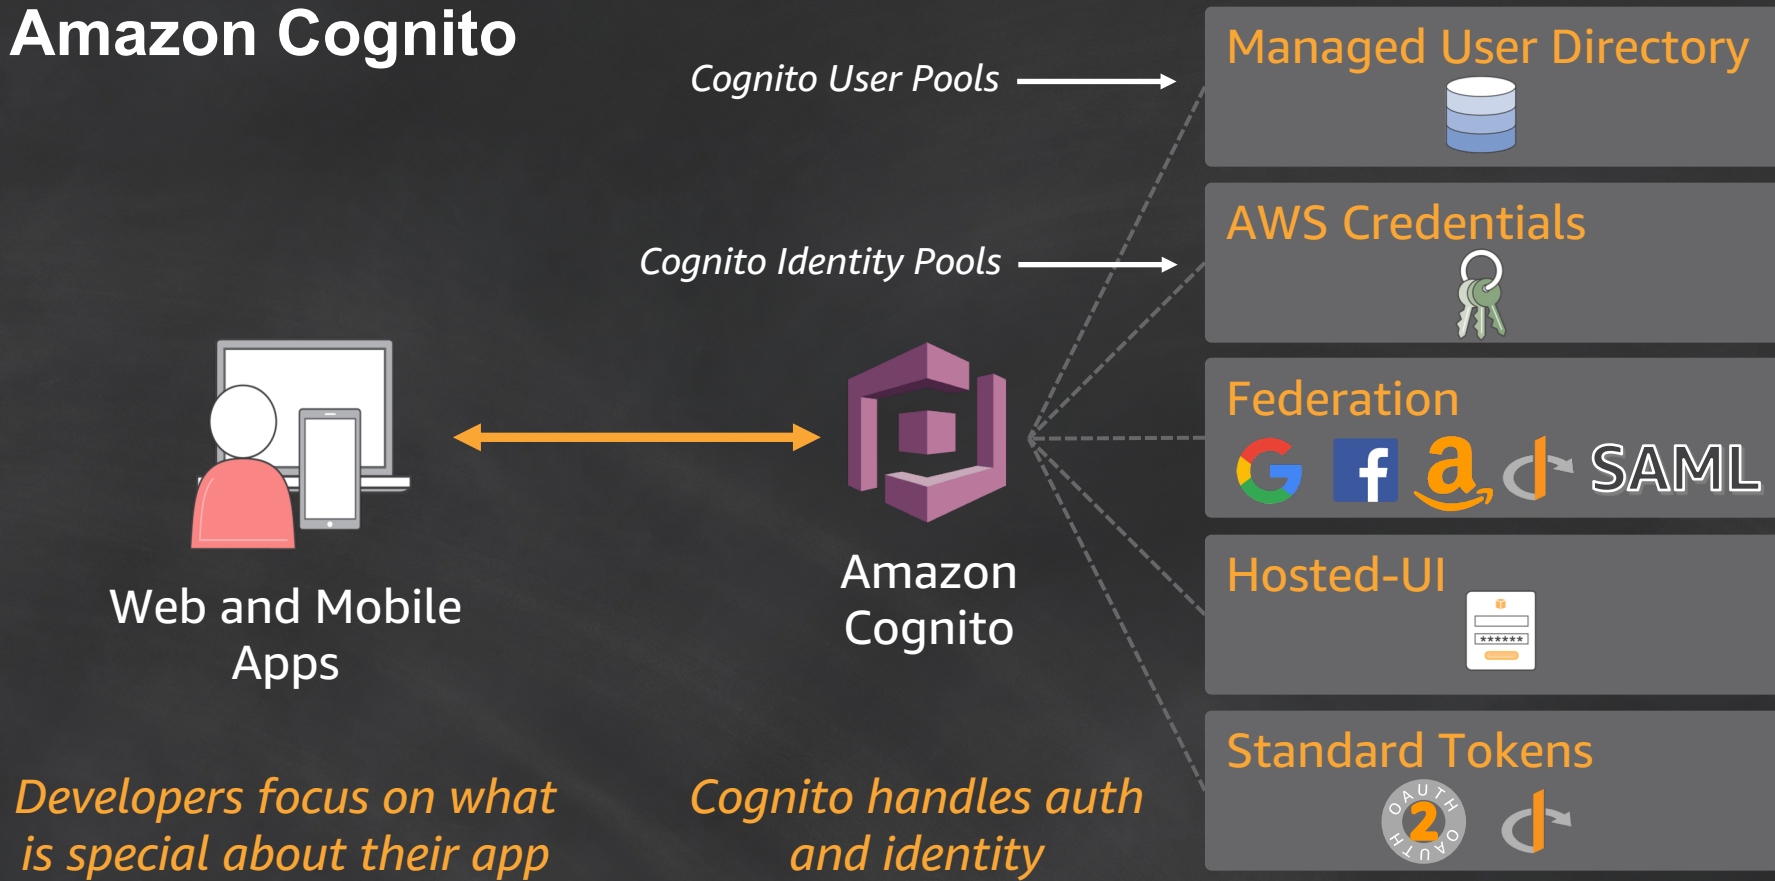 Amazon Cognito
Cognito User Pools
Managed User Directory
Cognito Identity Pools
AWS Credentials
Federation
G
f
a
SAML
Web and Mobile
Apps
Amazon
Cognito
Hosted-UI
******
Standard Tokens
OAUTH
2
OAUTH
Developers focus on what
is special about their app
Cognito handles auth
and identity